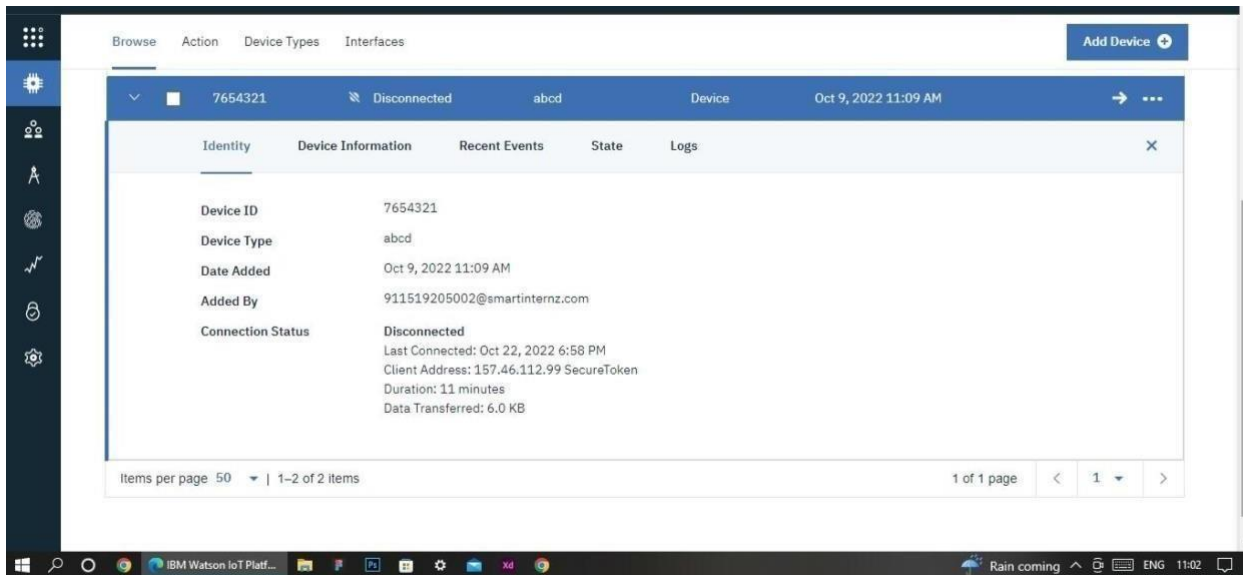 Browse Action Device Types Interfaces Add Device
7654321 Disconnected abcd Device Oct 9, 2022 11:09 AM
Identity Device Information Recent Events State Logs
Device ID 7654321
Device Type abcd
Date Added Oct 9, 2022 11:09 AM
Added By 911519205002@smartinternz.com
Connection Status Disconnected
Last Connected: Oct 22, 2022 6:58 PM
Client Address: 157.46.112.99 SecureToken
Duration: 11 minutes
Data Transferred: 6.0 KB
Items per page 50 | 1–2 of 2 items 1 of 1 page 1
IBM Watson IoT Platf... Ps Xd Rain coming ENG 11:02